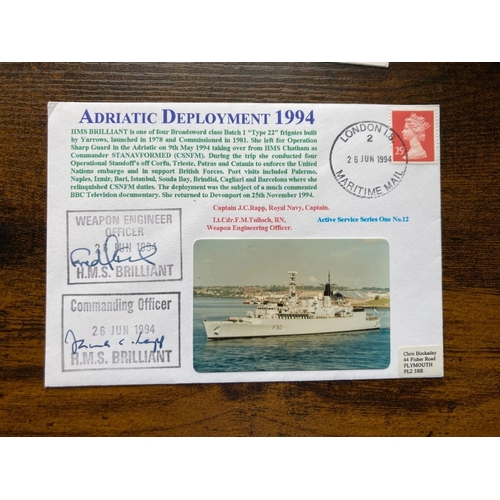 ADRIATIC DEPLOYMENT 1994
HMS BRILLIANT is one of four Broadsword class Batch 1 "Type 22" frigates built
by Yarrows, launched in 1978 and Commissioned in 1981. She left for Operation
Sharp Guard in the Adriatic on 9th May 1994 taking over from HMS Chatham as
Commander STANAVFORMED (CSNFM). During the trip she conducted four
Operational Standoff's off Corfu, Trieste, Patras and Catania to enforce the United
Nations embargo and in support British Forces. Port visits included Palermo,
Naples, Izmir, Bari, Istanbul, Souda Bay, Brindisi, Cagliari and Barcelona where she
relinquished CSNFM duties. The deployment was the subject of a much commented
BBC Television documentary. She returned to Devonport on 25th November 1994.
LONDON I.S.
2
26 JUN 1994
MARITIME MAIL
25P
Captain J.C.Rapp, Royal Navy, Captain.
Lt.Cdr.F.M.Tulloch, RN,
Weapon Engineering Officer.
Active Service Series One No.12
WEAPON ENGINEER
OFFICER
26 JUN 1994
H.M.S. BRILLIANT
Commanding Officer
26 JUN 1994
H.M.S. BRILLIANT
F90
Chris Hockaday
64 Fisher Road
PLYMOUTH
PL2 3BB